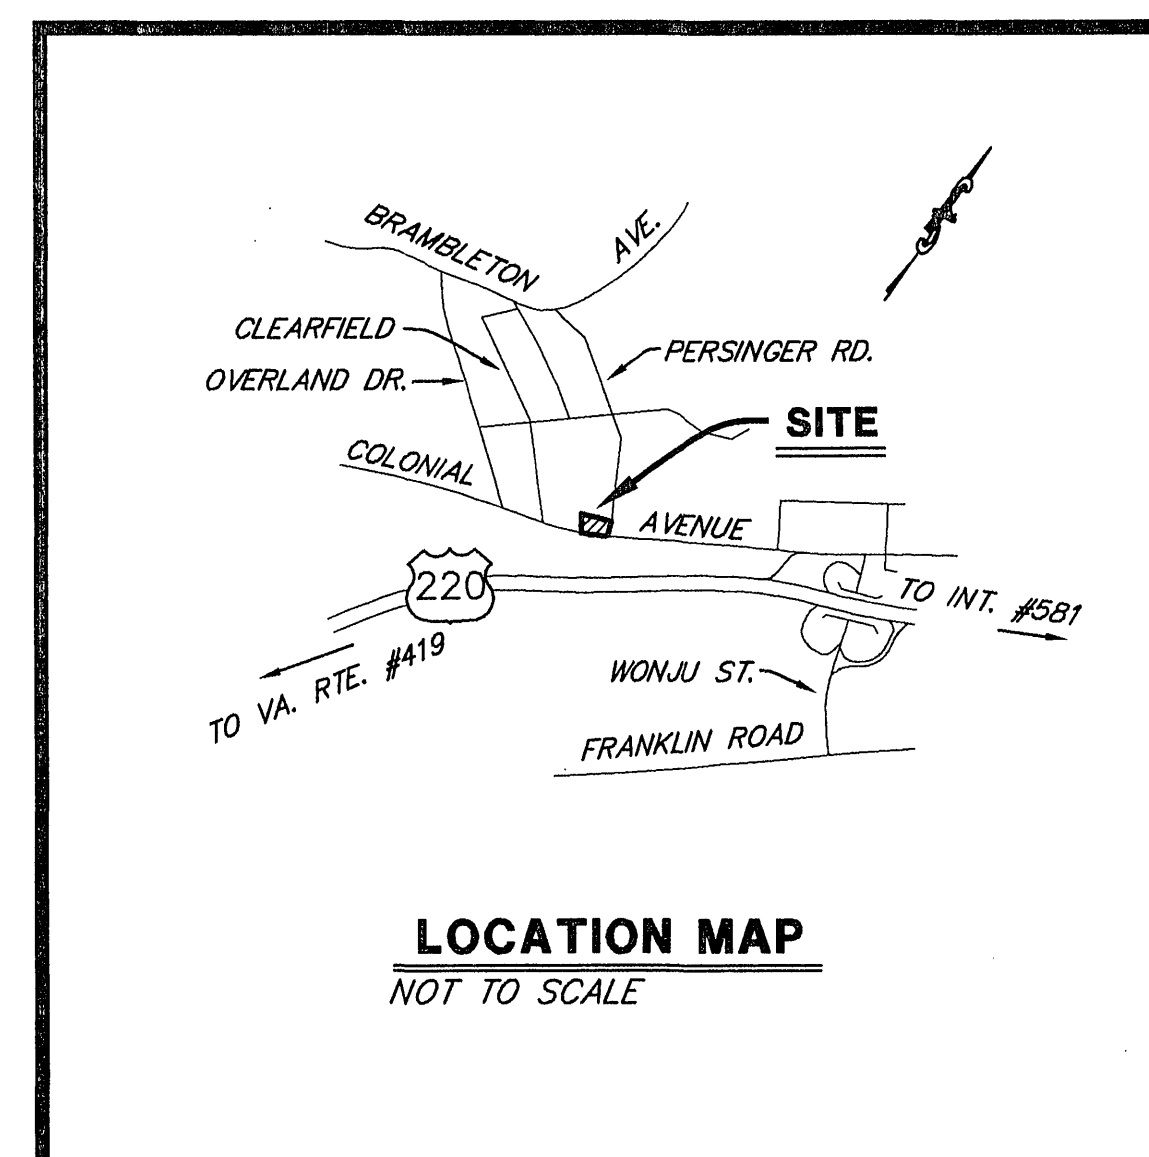 BRAMBLETON AVE.
CLEARFIELD
PERSINGER RD.
OVERLAND DR.
SITE
COLONIAL AVENUE
220
TO INT. #581
TO VA. RTE. #419
WONJU ST.
FRANKLIN ROAD
LOCATION MAP
NOT TO SCALE